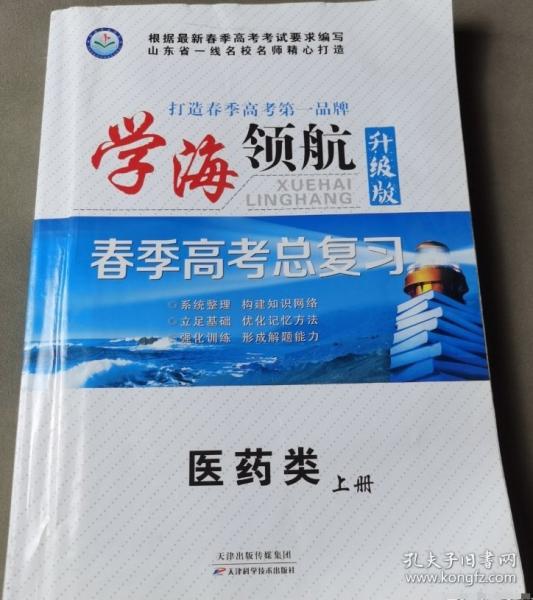 根据最新春季高考考试要求编写
山东省一线名校名师精心打造
打造春季高考第一品牌
学海领航
升级版
XUEHAI
LINGHANG
春季高考总复习
系统整理 构建知识网络
立足基础 优化记忆方法
强化训练 形成解题能力
医药类 上册
天津出版传媒集团
天津科学技术出版社
孔夫子旧书网
www.kongfz.com